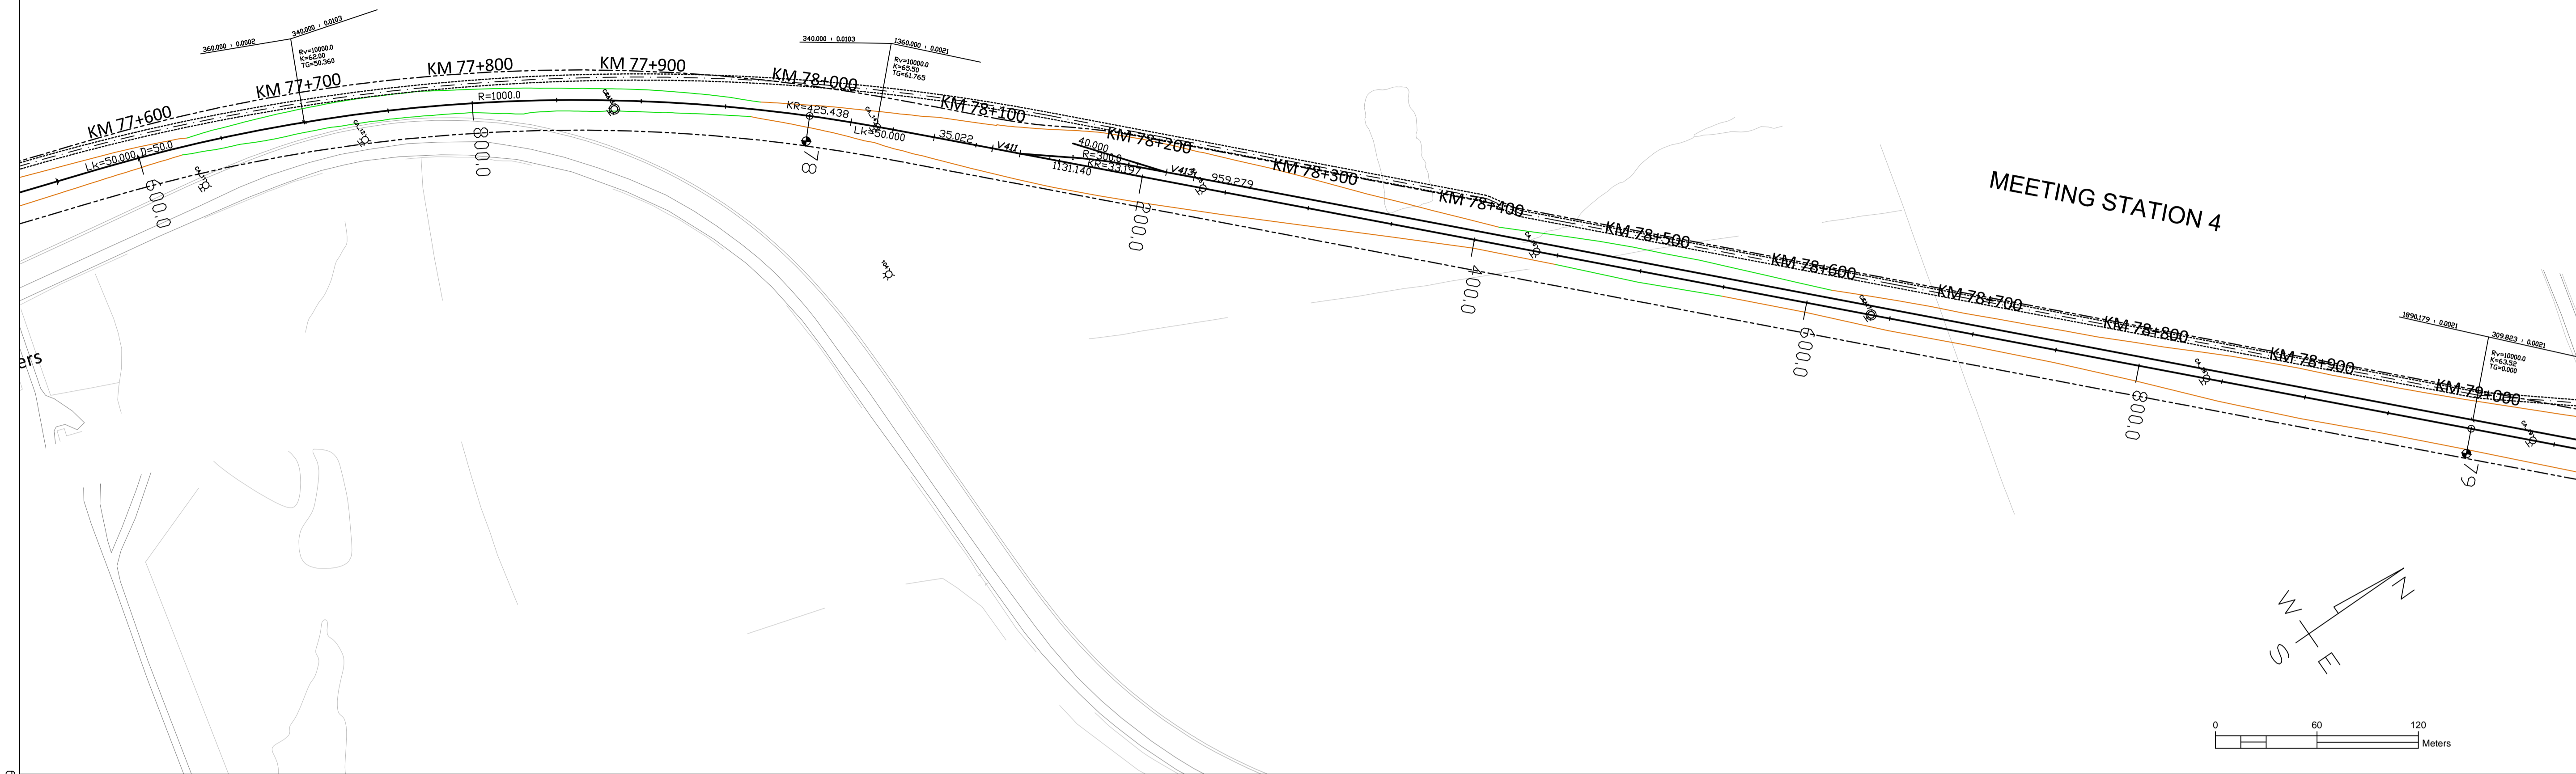 360.000 : 0.0002
340.000 : 0.0103
Rv=10000.0
K=62.00
TG=50.360
340.000 : 0.0103
1360.000 : 0.0021
Rv=10000.0
K=65.50
TG=61.765
KM 77+600
KM 77+700
KM 77+800
KM 77+900
KM 78+000
KM 78+100
KM 78+200
KM 78+300
KM 78+400
KM 78+500
KM 78+600
KM 78+700
KM 78+800
KM 78+900
KM 79+000
Lk=50.000, D=50.0
R=1000.0
KR=425.438
Lk=50.000
35.022
V411
40.000
R=300.0
KR=33.197
1131.140
V413
959.279
600.0
800.0
78
200.0
400.0
600.0
800.0
79
104
MEETING STATION 4
1890.179 : 0.0021
309.823 : 0.0021
Rv=10000.0
K=63.52
TG=0.000
ers
N
W
S
E
0 60 120
Meters